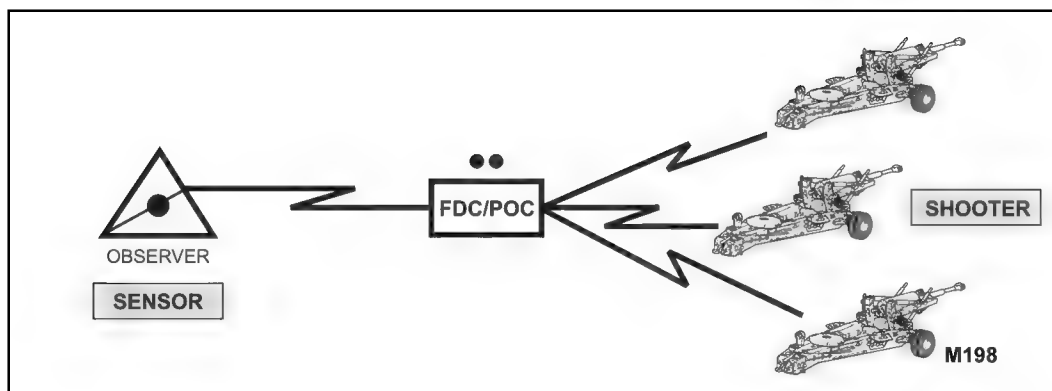 FDC/POC
SHOOTER
OBSERVER
SENSOR
M198